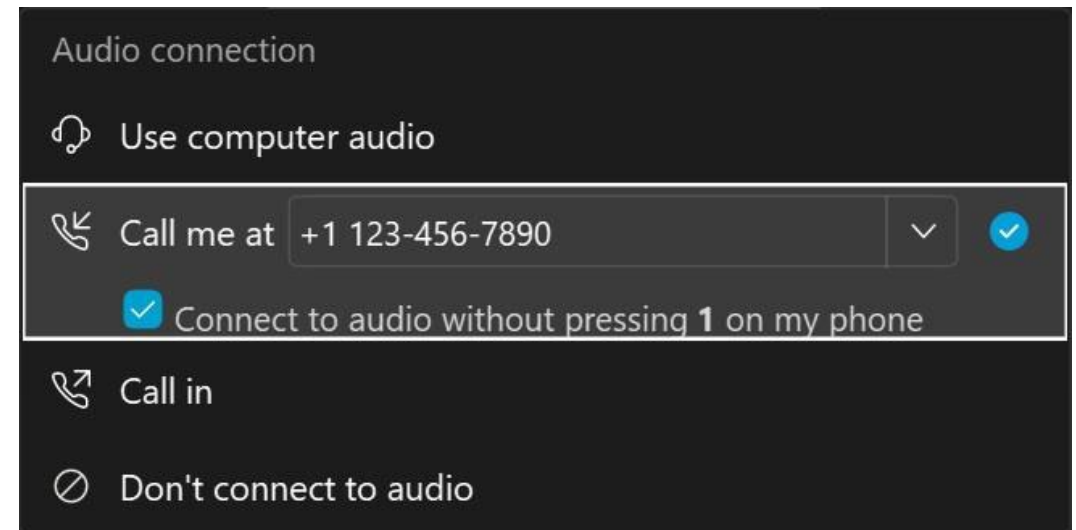 Audio connection
Use computer audio
Call me at +1 123-456-7890
Connect to audio without pressing 1 on my phone
Call in
Don't connect to audio